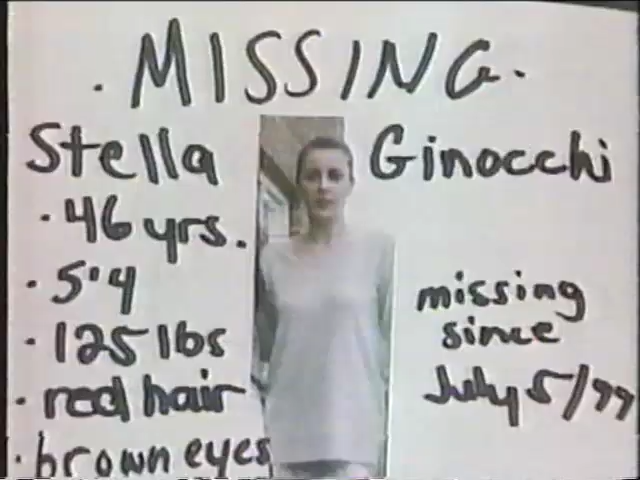 . MISSING.
Stella Ginocchi
· 46 yrs.
· 5'4
· 125 lbs
· red hair
· brown eyes
missing
since
July 5/99